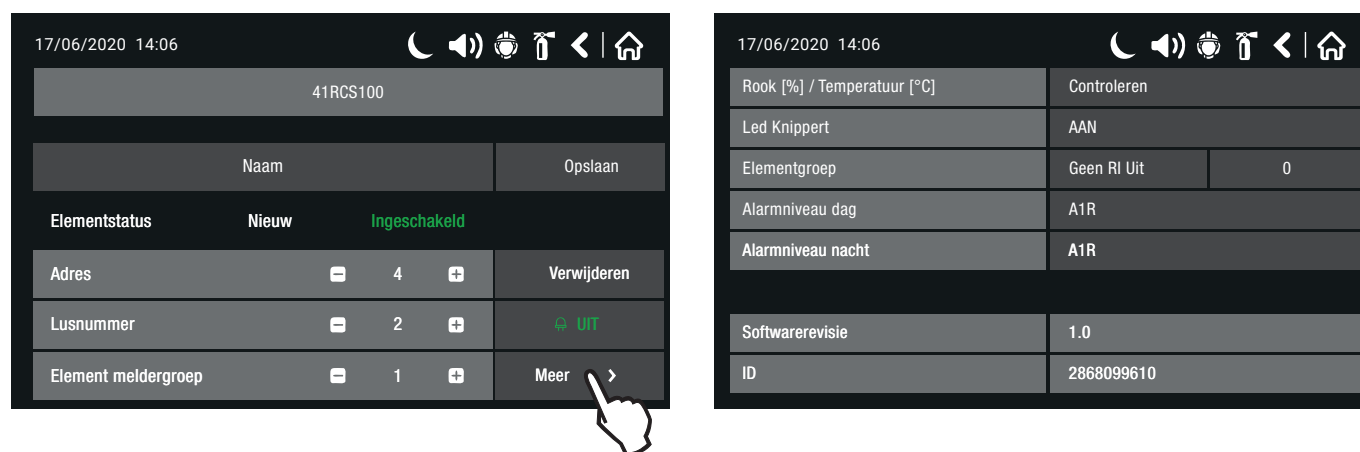 17/06/2020 14:06
41RCS100
Naam Opslaan
Elementstatus Nieuw Ingeschakeld
Adres 4 Verwijderen
Lusnummer 2 UIT
Element meldergroep 1 Meer
17/06/2020 14:06
Rook [%] / Temperatuur [°C] Controleren
Led Knippert AAN
Elementgroep Geen RI Uit 0
Alarmniveau dag A1R
Alarmniveau nacht A1R
Softwarerevisie 1.0
ID 2868099610